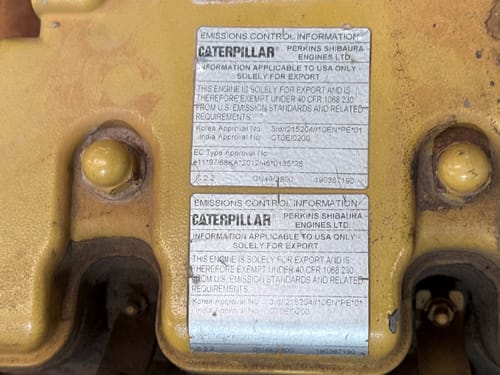 EMISSIONS CONTROL INFORMATION
CATERPILLAR PERKINS SHIBAURA
ENGINES LTD.
INFORMATION APPLICABLE TO USA ONLY -
SOLELY FOR EXPORT
THIS ENGINE IS SOLELY FOR EXPORT AND IS
THEREFORE EXEMPT UNDER 40 CFR 1068.230
FROM U.S. EMISSION STANDARDS AND RELATED
REQUIREMENTS.
Korea Approval No:
India Approval No:
EC Type Approval No:
C-2.2 190367190
EMISSIONS CONTROL INFORMATION
CATERPILLAR PERKINS SHIBAURA
ENGINES LTD.
INFORMATION APPLICABLE TO USA ONLY -
SOLELY FOR EXPORT
THIS ENGINE IS SOLELY FOR EXPORT AND IS
THEREFORE EXEMPT UNDER 40 CFR 1068.230
FROM U.S. EMISSION STANDARDS AND RELATED
REQUIREMENTS.
Korea Approval No:
India Approval No:
190367190